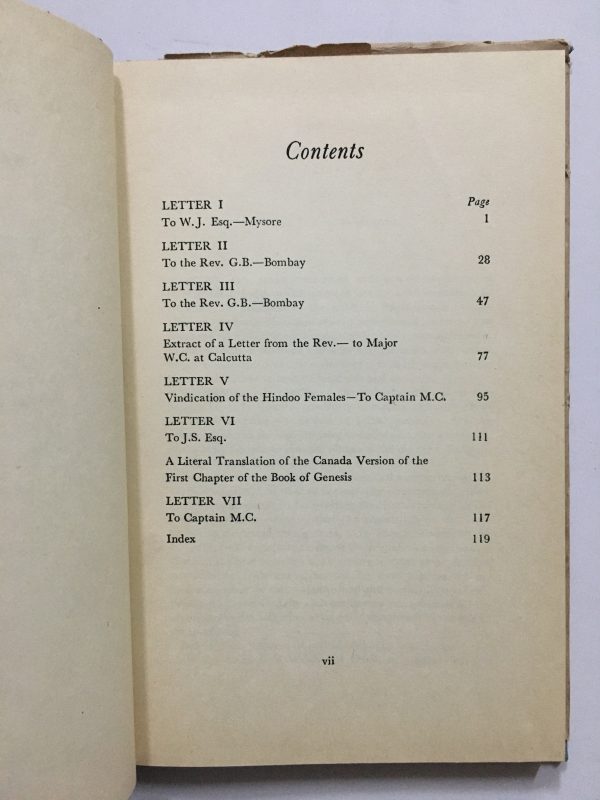 Contents
LETTER I Page
To W.J. Esq.—Mysore 1
LETTER II
To the Rev. G.B.—Bombay 28
LETTER III
To the Rev. G.B.—Bombay 47
LETTER IV
Extract of a Letter from the Rev.— to Major
W.C. at Calcutta 77
LETTER V
Vindication of the Hindoo Females—To Captain M.C. 95
LETTER VI
To J.S. Esq. 111
A Literal Translation of the Canada Version of the
First Chapter of the Book of Genesis 113
LETTER VII
To Captain M.C. 117
Index 119
vii